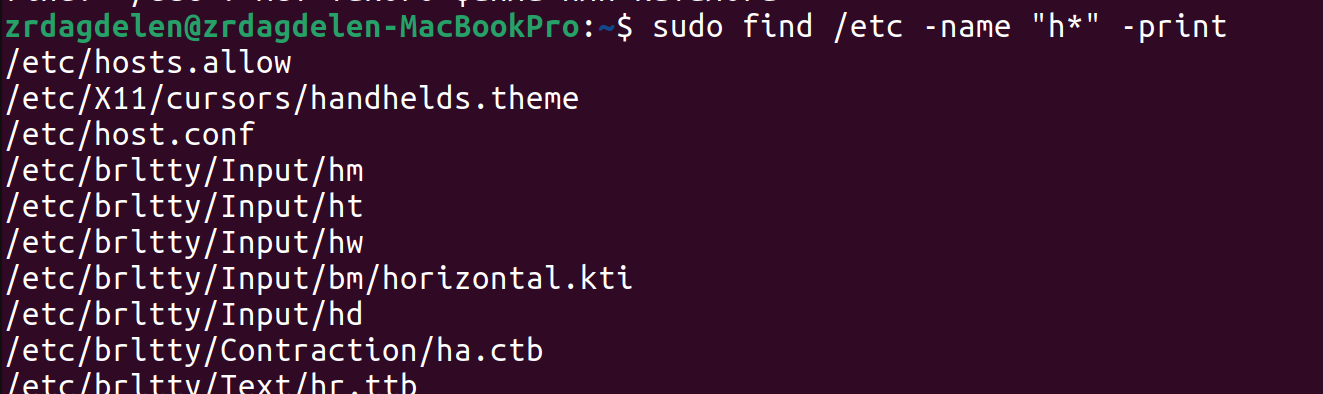 zrdagdelen@zrdagdelen-MacBookPro:~$ sudo find /etc -name "h*" -print
/etc/hosts.allow
/etc/X11/cursors/handhelds.theme
/etc/host.conf
/etc/brltty/Input/hm
/etc/brltty/Input/ht
/etc/brltty/Input/hw
/etc/brltty/Input/bm/horizontal.kti
/etc/brltty/Input/hd
/etc/brltty/Contraction/ha.ctb
/etc/brltty/Text/hr.ttb